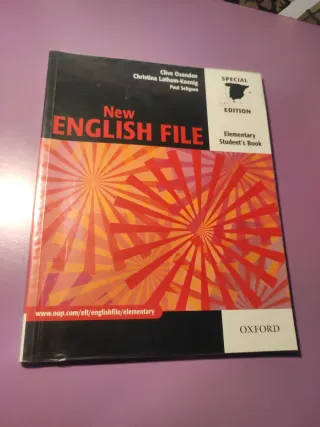 Clive Oxenden
Christina Latham-Koenig
Paul Seligson
New
ENGLISH FILE
SPECIAL
EDITION
Elementary
Student's Book
www.oup.com/elt/englishfile/elementary
OXFORD